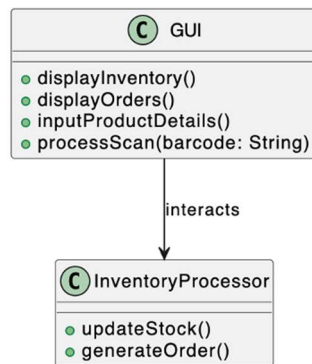 C GUI
displayInventory()
displayOrders()
inputProductDetails()
processScan(barcode: String)
interacts
C InventoryProcessor
updateStock()
generateOrder()